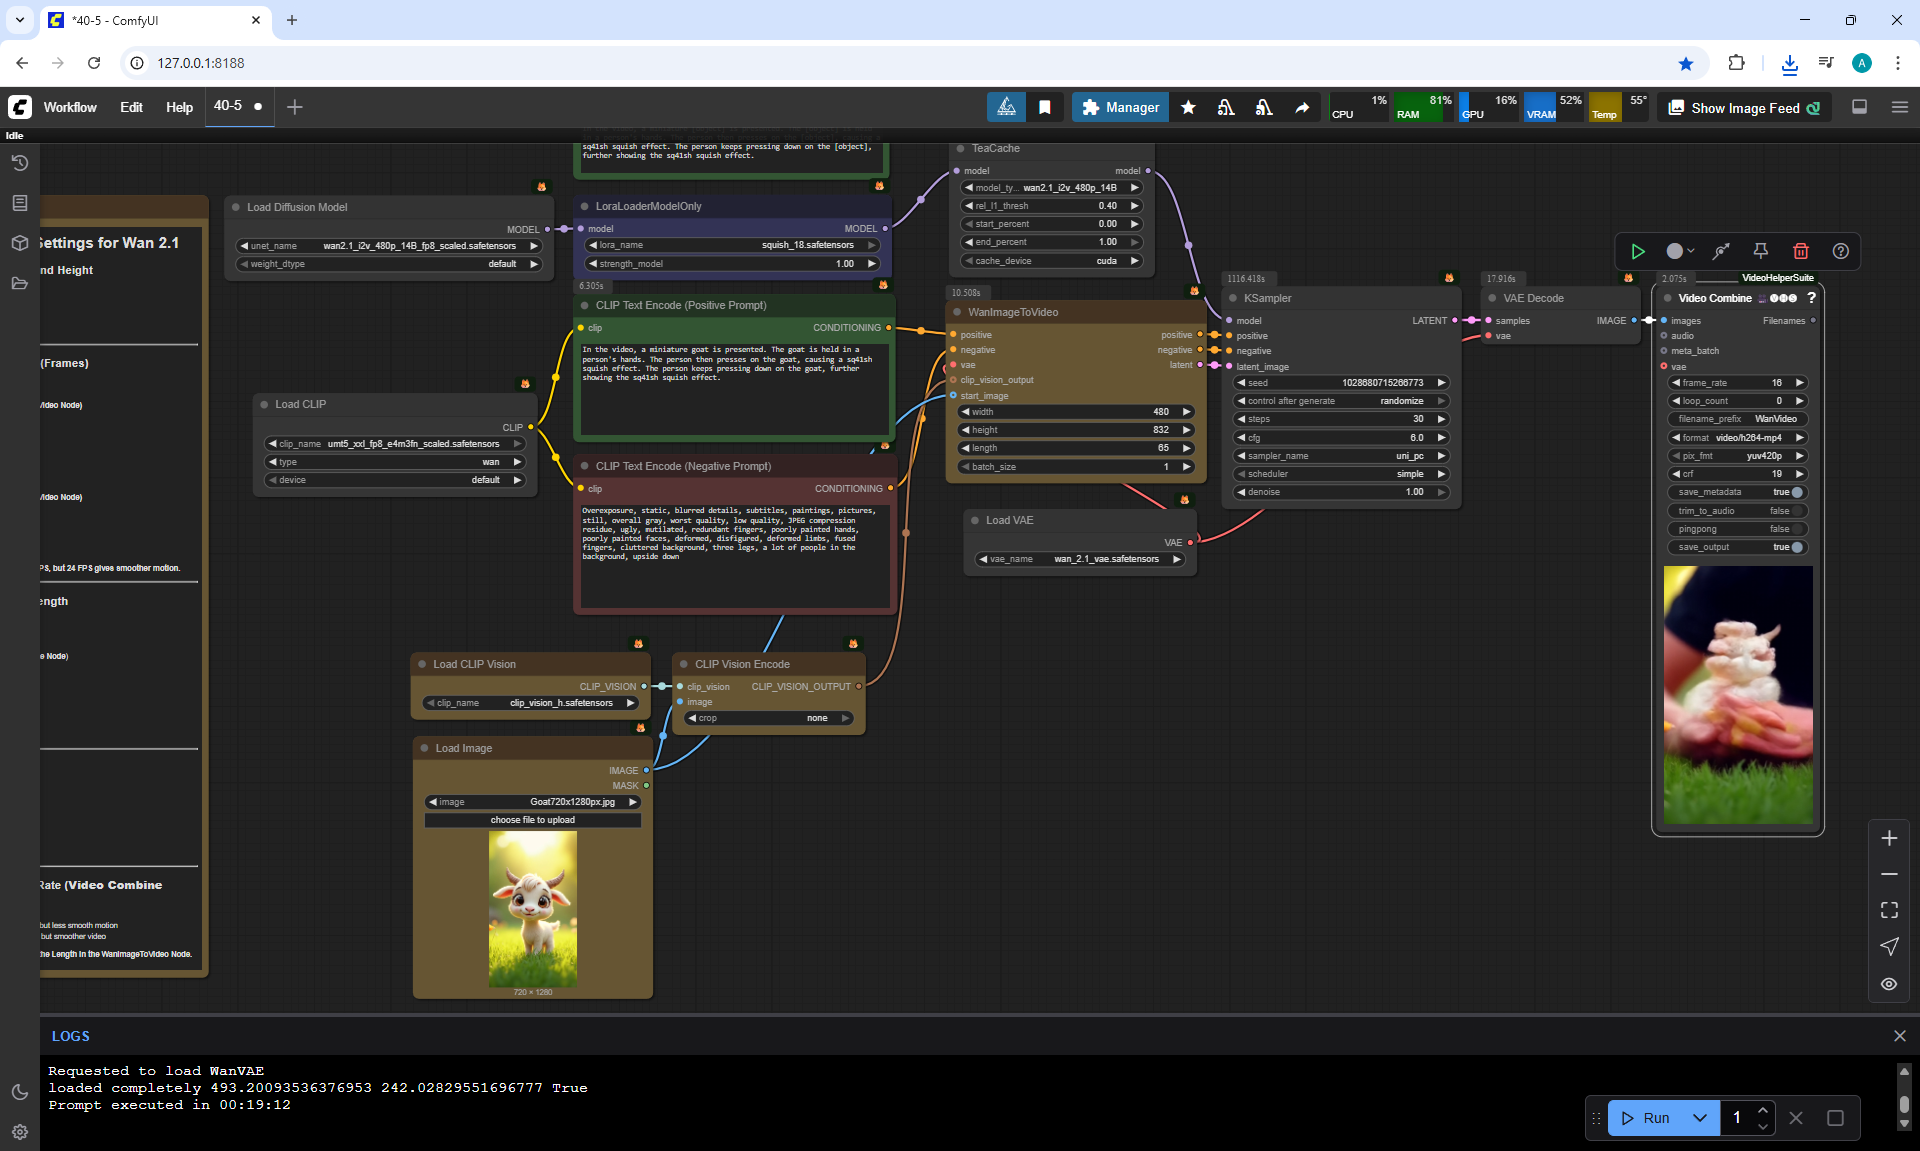 *40-5 - ComfyUI
127.0.0.1:8188
A
Workflow
Edit
Help
40-5
Manager
CPU 1%
RAM 81%
GPU 16%
VRAM 52%
Temp 55°
Show Image Feed
Idle
Settings for Wan 2.1
nd Height
(Frames)
Video Node)
Video Node)
PS, but 24 FPS gives smoother motion.
ength
e Node)
Rate (Video Combine
but less smooth motion
but smoother video
the Length in the WanImageToVideo Node.
Load Diffusion Model
MODEL
unet_name wan2.1_i2v_480p_14B_fp8_scaled.safetensors
weight_dtype default
sq41sh squish effect. The person keeps pressing down on the [object],
further showing the sq41sh squish effect.
LoraLoaderModelOnly
model MODEL
lora_name squish_18.safetensors
strength_model 1.00
6.305s
CLIP Text Encode (Positive Prompt)
clip CONDITIONING
In the video, a miniature goat is presented. The goat is held in a
person's hands. The person then presses on the goat, causing a sq41sh
squish effect. The person keeps pressing down on the goat, further
showing the sq41sh squish effect.
Load CLIP
CLIP
clip_name umt5_xxl_fp8_e4m3fn_scaled.safetensors
type wan
device default
CLIP Text Encode (Negative Prompt)
clip CONDITIONING
Overexposure, static, blurred details, subtitles, paintings, pictures,
still, overall gray, worst quality, low quality, JPEG compression
residue, ugly, mutilated, redundant fingers, poorly painted hands,
poorly painted faces, deformed, disfigured, deformed limbs, fused
fingers, cluttered background, three legs, a lot of people in the
background, upside down
Load CLIP Vision
CLIP_VISION
clip_name clip_vision_h.safetensors
CLIP Vision Encode
clip_vision CLIP_VISION_OUTPUT
image
crop none
Load Image
IMAGE
MASK
image Goat720x1280px.jpg
choose file to upload
720 × 1280
TeaCache
model model
model_ty... wan2.1_i2v_480p_14B
rel_l1_thresh 0.40
start_percent 0.00
end_percent 1.00
cache_device cuda
10.508s
WanImageToVideo
positive positive
negative negative
vae latent
clip_vision_output
start_image
width 480
height 832
length 65
batch_size 1
Load VAE
VAE
vae_name wan_2.1_vae.safetensors
1116.418s
KSampler
model LATENT
positive
negative
latent_image
seed 1028680715266773
control after generate randomize
steps 30
cfg 6.0
sampler_name uni_pc
scheduler simple
denoise 1.00
17.916s
VAE Decode
samples IMAGE
vae
2.075s
VideoHelperSuite
Video Combine VHS ?
images Filenames
audio
meta_batch
vae
frame_rate 16
loop_count 0
filename_prefix WanVideo
format video/h264-mp4
pix_fmt yuv420p
crf 19
save_metadata true
trim_to_audio false
pingpong false
save_output true
LOGS
Requested to load WanVAE
loaded completely 493.20093536376953 242.02829551696777 True
Prompt executed in 00:19:12
Run
1